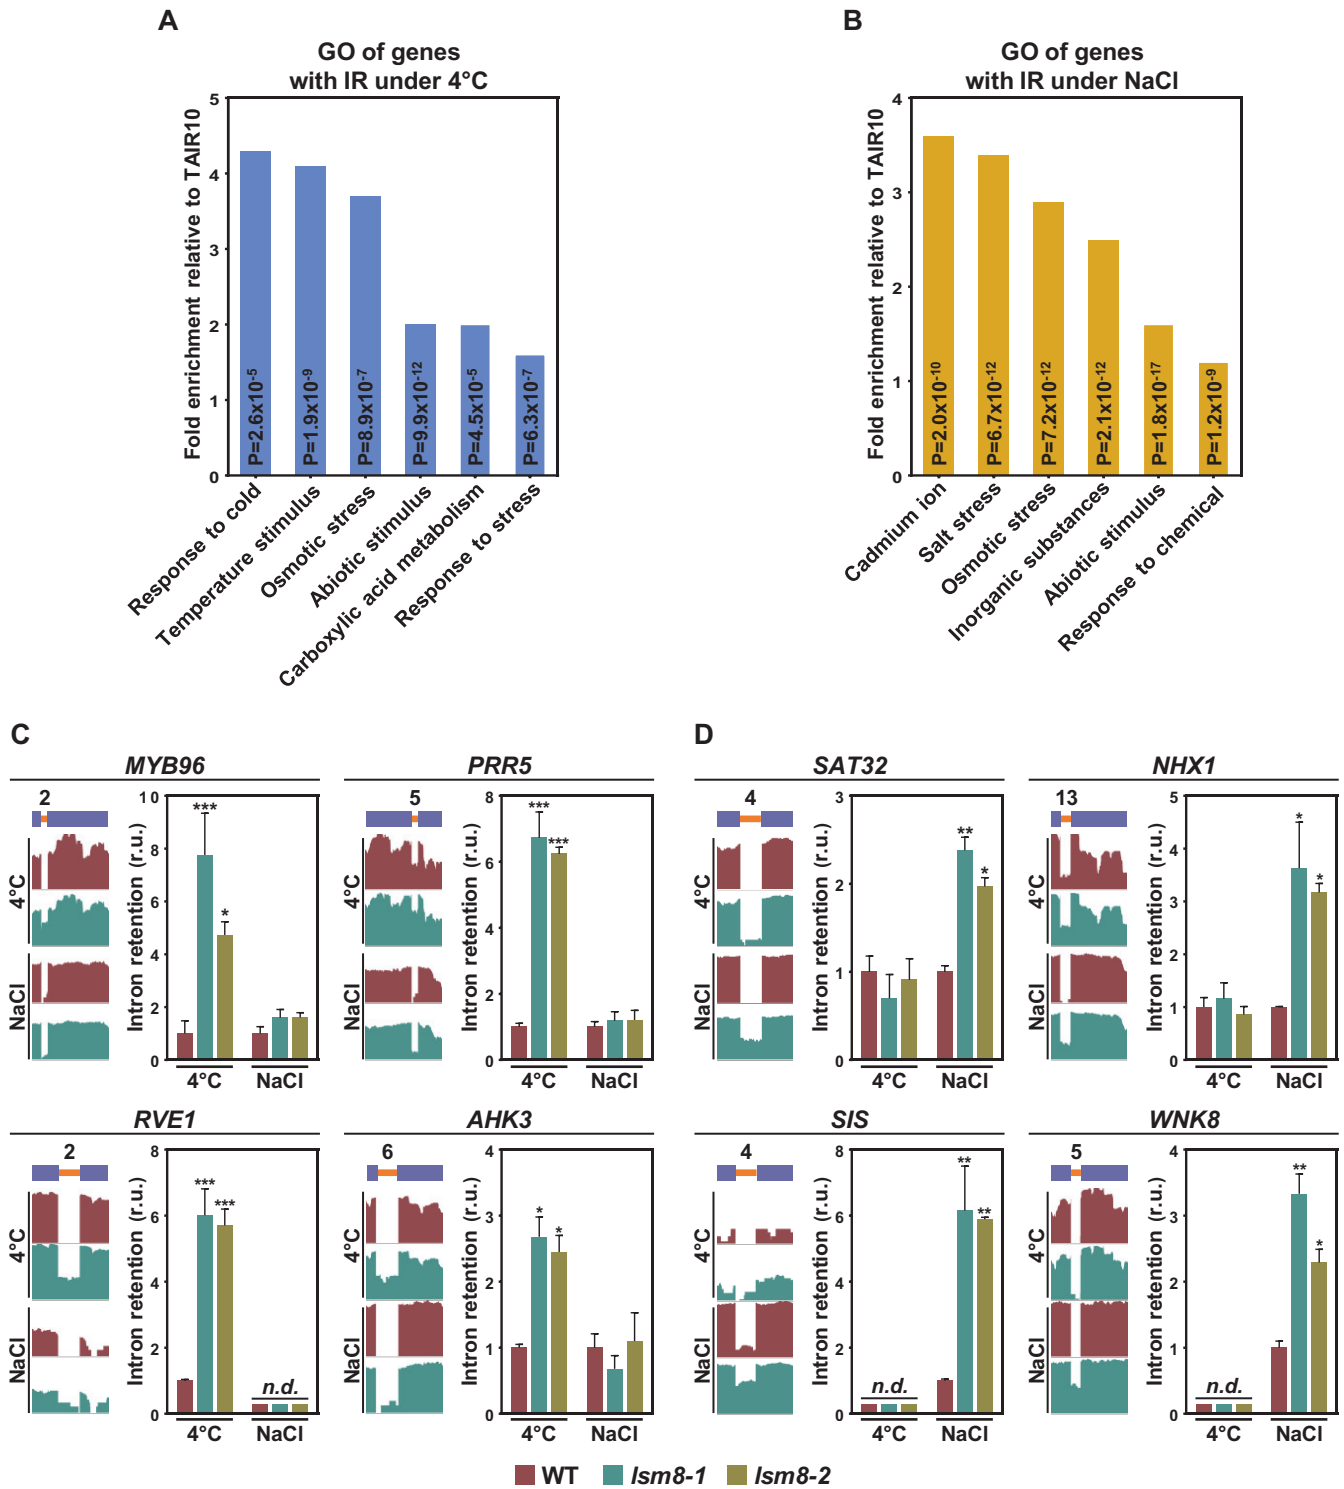 A
GO of genes
with IR under 4°C
Fold enrichment relative to TAIR10
5
4
3
2
1
0
P=2.6x10-5
P=1.9x10-9
P=8.9x10-7
P=9.9x10-12
P=4.5x10-5
P=6.3x10-7
Response to cold
Temperature stimulus
Osmotic stress
Abiotic stimulus
Carboxylic acid metabolism
Response to stress
B
GO of genes
with IR under NaCl
Fold enrichment relative to TAIR10
4
3
2
1
0
P=2.0x10-10
P=6.7x10-12
P=7.2x10-12
P=2.1x10-12
P=1.8x10-17
P=1.2x10-9
Cadmium ion
Salt stress
Osmotic stress
Inorganic substances
Abiotic stimulus
Response to chemical
C
MYB96
2
4°C
NaCl
Intron retention (r.u.)
10
8
6
4
2
0
***
*
4°C NaCl
PRR5
5
Intron retention (r.u.)
8
6
4
2
0
***
***
4°C NaCl
RVE1
2
4°C
NaCl
Intron retention (r.u.)
8
6
4
2
0
***
***
n.d.
4°C NaCl
AHK3
6
Intron retention (r.u.)
4
3
2
1
0
*
*
4°C NaCl
D
SAT32
4
4°C
NaCl
Intron retention (r.u.)
3
2
1
0
**
*
4°C NaCl
NHX1
13
4°C
NaCl
Intron retention (r.u.)
5
4
3
2
1
0
*
*
4°C NaCl
SIS
4
4°C
NaCl
Intron retention (r.u.)
8
6
4
2
0
n.d.
**
**
4°C NaCl
WNK8
5
4°C
NaCl
Intron retention (r.u.)
4
3
2
1
0
n.d.
**
*
4°C NaCl
WT lsm8-1 lsm8-2